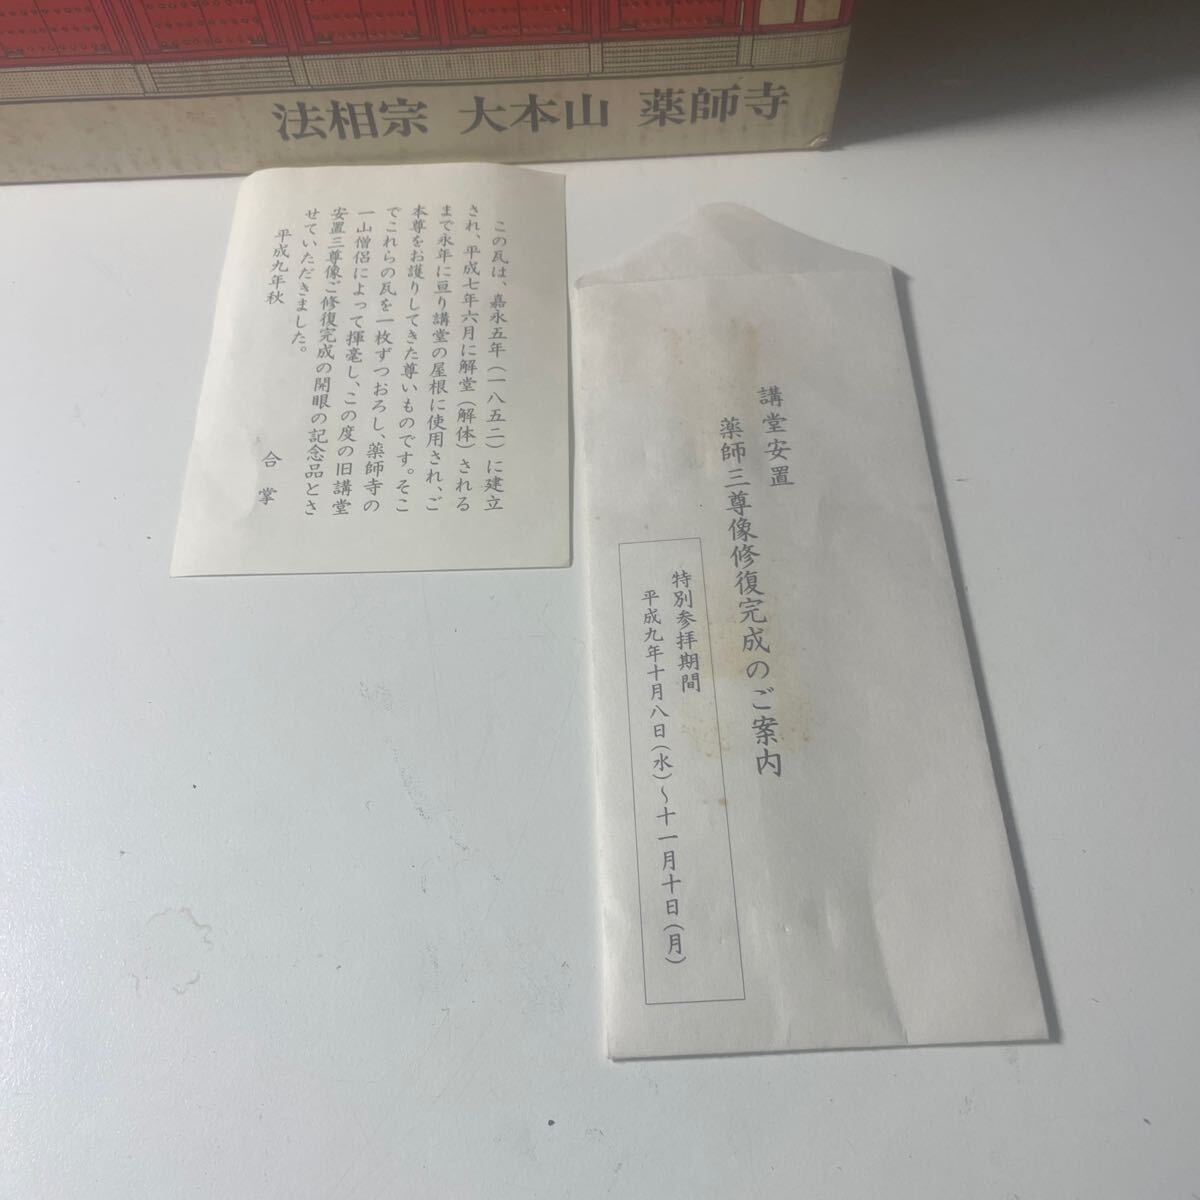 法相宗 大本山 薬師寺
この瓦は、嘉永五年（一八五二）に建立
され、平成七年六月に解堂（解体）される
まで永年に亘り講堂の屋根に使用され、ご
本尊をお護りしてきた尊いものです。そこ
でこれらの瓦を一枚ずつおろし、薬師寺の
一山僧侶によって揮毫し、この度の旧講堂
安置三尊像ご修復完成の開眼の記念品とさ
せていただきました。
平成九年秋
合掌
講堂安置
薬師三尊像修復完成のご案内
特別参拝期間
平成九年十月八日（水）～十一月十日（月）